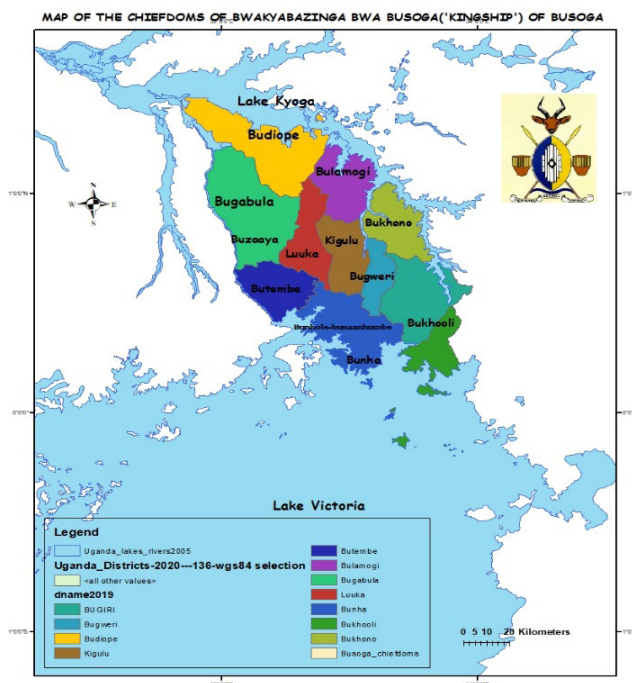 MAP OF THE CHIEFDOMS OF BWAKYABAZINGA BWA BUSOGA('KINGSHIP') OF BUSOGA
Lake Kyoga
Budiope
Bulamogi
Bugabula
Bukhono
Kigulu
Buzaaya
Luuka
Bugweri
Butembe
Bukhooli
Bunha
Lake Victoria
Legend
Uganda_lakes_rivers2005
Uganda_Districts-2020---136-wgs84 selection
<all other values>
dname2019
BUGIRI
Bugweri
Budiope
Kigulu
Butembe
Bulamogi
Bugabula
Luuka
Bunha
Bukhooli
Bukhono
Busoga_chiefdoms
N
W E
S
0 5 10 20 Kilometers